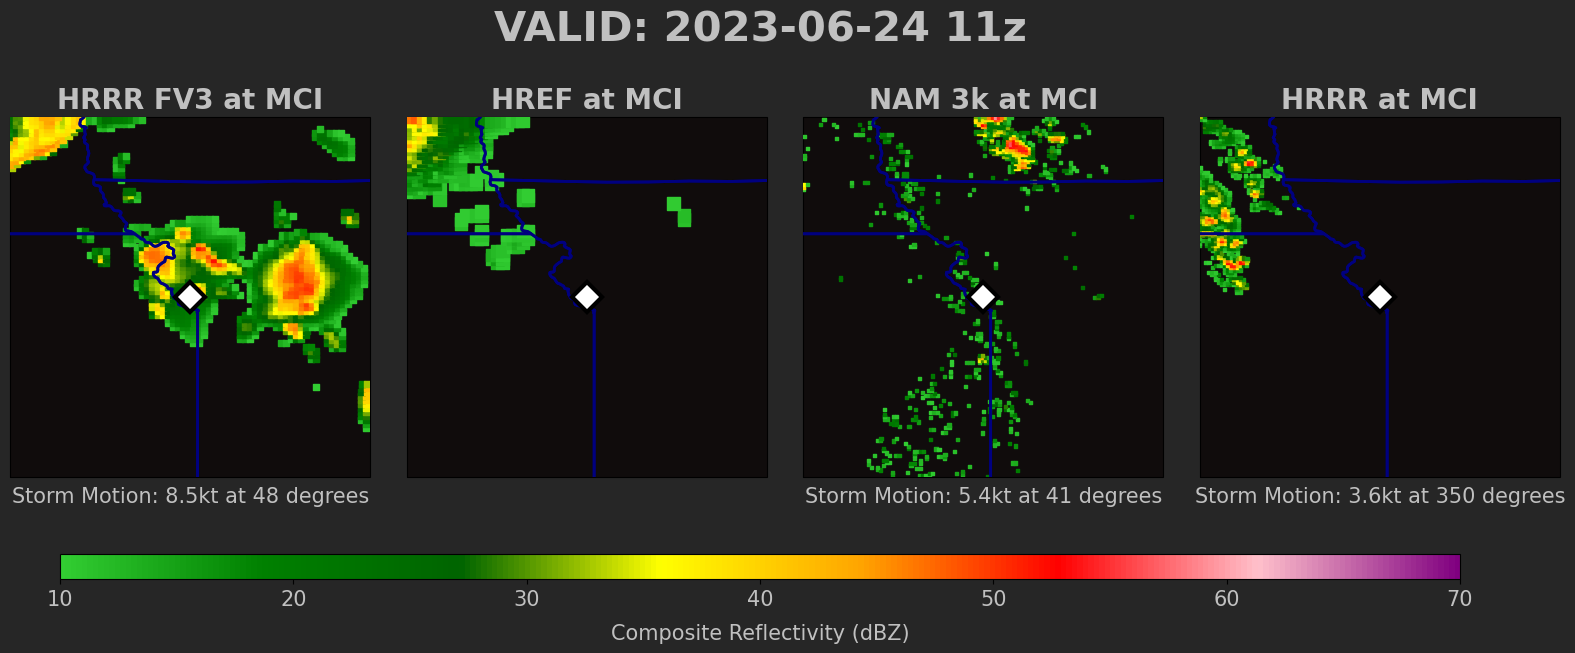 VALID: 2023-06-24 11z
HRRR FV3 at MCI
HREF at MCI
NAM 3k at MCI
HRRR at MCI
Storm Motion: 8.5kt at 48 degrees
Storm Motion: 5.4kt at 41 degrees
Storm Motion: 3.6kt at 350 degrees
10 20 30 40 50 60 70
Composite Reflectivity (dBZ)